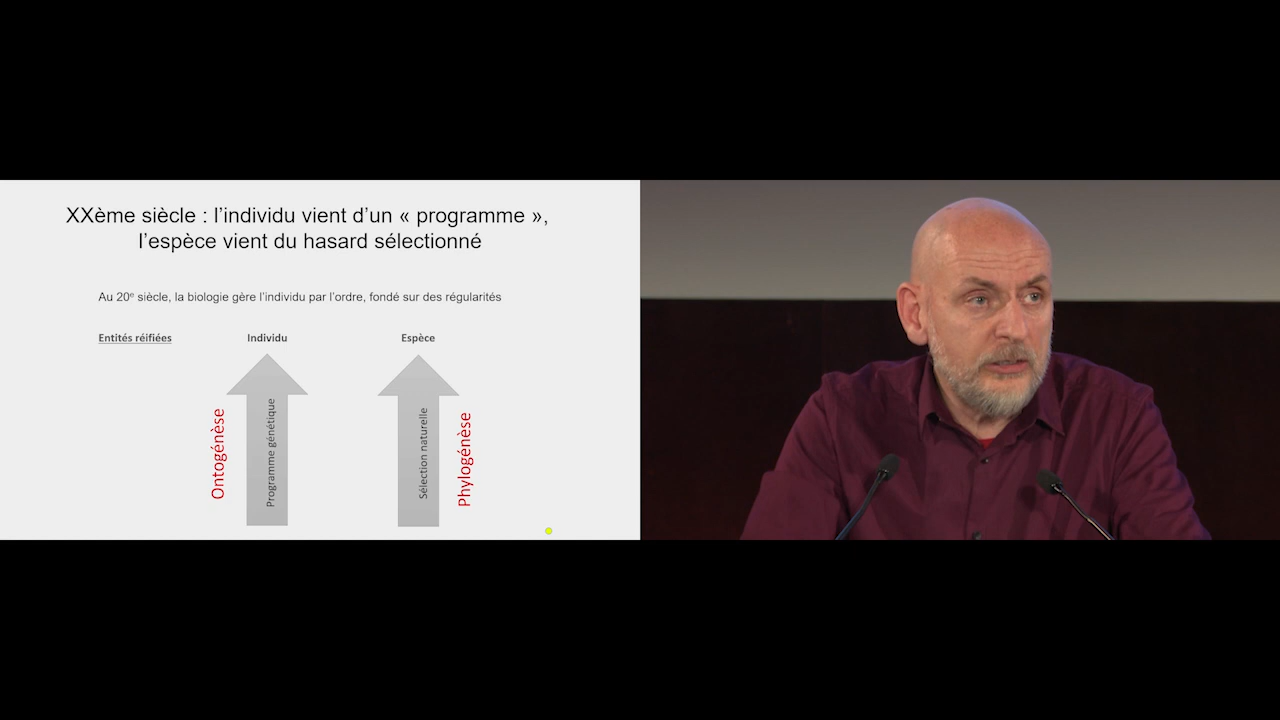 XXème siècle : l’individu vient d’un « programme »,
l’espèce vient du hasard sélectionné
Au 20e siècle, la biologie gère l’individu par l’ordre, fondé sur des régularités
Entités réifiées
Individu
Espèce
Ontogénèse
Programme génétique
Sélection naturelle
Phylogénèse